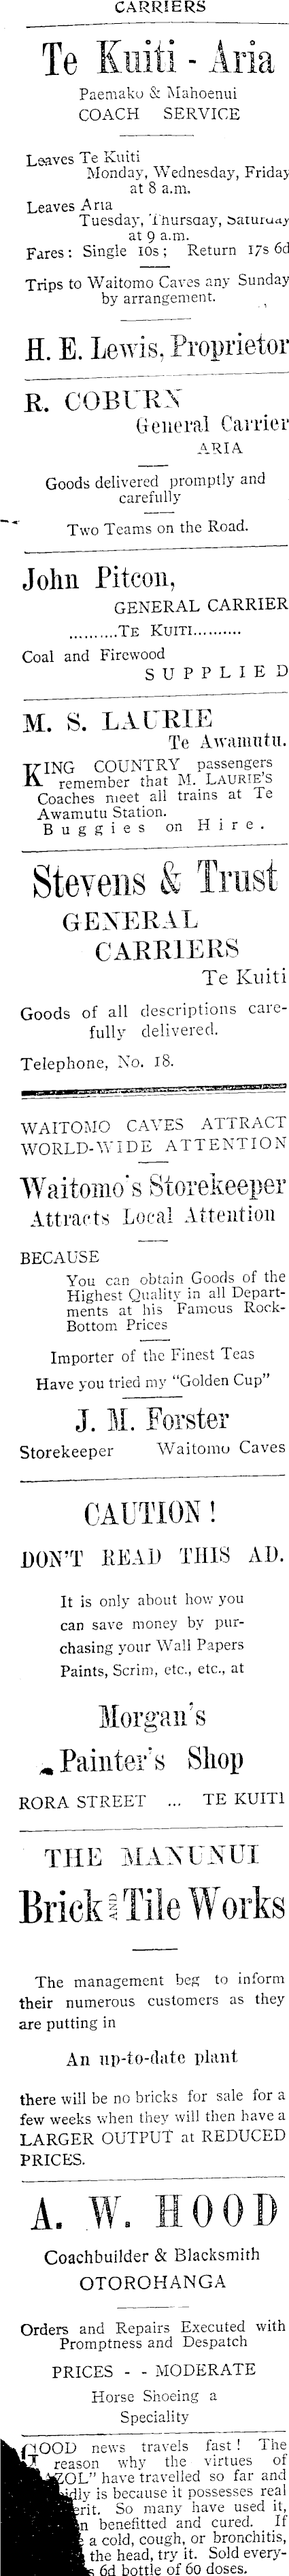 CARRIERS
Te Kuiti - Aria
Paemako & Mahoenui
COACH SERVICE
Leaves Te Kuiti
Monday, Wednesday, Friday
at 8 a.m.
Leaves Aria
Tuesday, Thursday, Saturday
at 9 a.m.
Fares: Single 10s; Return 17s 6d
Trips to Waitomo Caves any Sunday
by arrangement.
H. E. Lewis, Proprietor
R. COBURN
General Carrier
ARIA
Goods delivered promptly and
carefully
Two Teams on the Road.
John Pitcon,
GENERAL CARRIER
..........TE KUITI..........
Coal and Firewood
SUPPLIED
M. S. LAURIE
Te Awamutu.
KING COUNTRY passengers
remember that M. LAURIE'S
Coaches meet all trains at Te
Awamutu Station.
Buggies on Hire.
Stevens & Trust
GENERAL
CARRIERS
Te Kuiti
Goods of all descriptions care-
fully delivered.
Telephone, No. 18.
WAITOMO CAVES ATTRACT
WORLD-WIDE ATTENTION
Waitomo's Storekeeper
Attracts Local Attention
BECAUSE
You can obtain Goods of the
Highest Quality in all Depart-
ments at his Famous Rock-
Bottom Prices
Importer of the Finest Teas
Have you tried my "Golden Cup"
J. M. Forster
Storekeeper Waitomo Caves
CAUTION!
DON'T READ THIS AD.
It is only about how you
can save money by pur-
chasing your Wall Papers
Paints, Scrim, etc., etc., at
Morgan's
Painter's Shop
RORA STREET ... TE KUITI
THE MANUNUI
Brick AND Tile Works
The management beg to inform
their numerous customers as they
are putting in
An up-to-date plant
there will be no bricks for sale for a
few weeks when they will then have a
LARGER OUTPUT at REDUCED
PRICES.
A. W. HOOD
Coachbuilder & Blacksmith
OTOROHANGA
Orders and Repairs Executed with
Promptness and Despatch
PRICES - - MODERATE
Horse Shoeing a
Speciality
GOOD news travels fast! The
reason why the virtues of
ZOL" have travelled so far and
is because it possesses real
So many have used it,
benefitted and cured. If
a cold, cough, or bronchitis,
the head, try it. Sold every-
6d bottle of 60 doses.